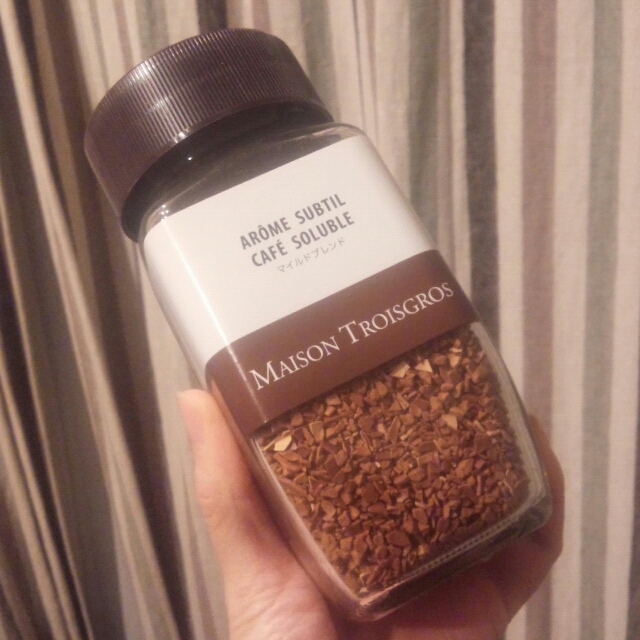 ARÔME SUBTIL
CAFÉ SOLUBLE
マイルドブレンド
MAISON TROISGROS